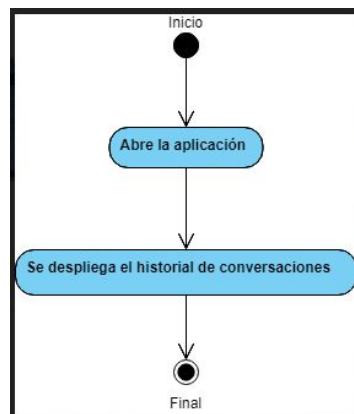 Inicio
Abre la aplicación
Se despliega el historial de conversaciones
Final